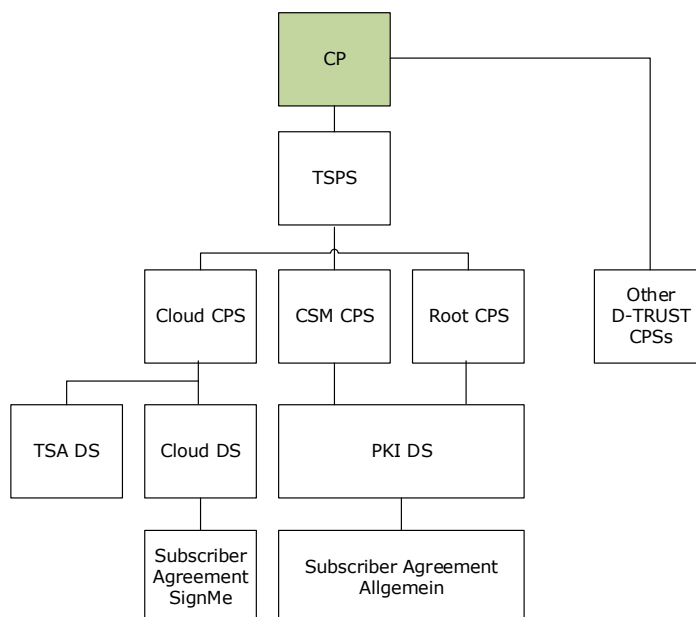 CP
TSPS
Cloud CPS
CSM CPS
Root CPS
Other
D-TRUST
CPSs
TSA DS
Cloud DS
PKI DS
Subscriber
Agreement
SignMe
Subscriber Agreement
Allgemein